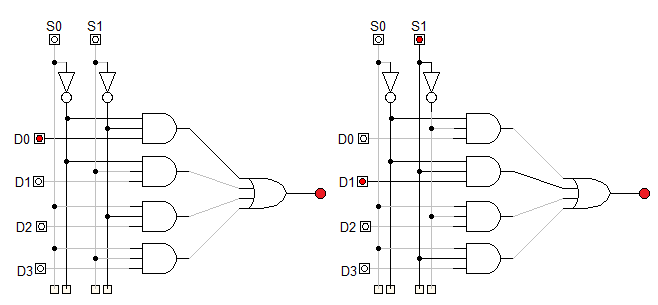 S0 S1 S0 S1
D0 D0
D1 D1
D2 D2
D3 D3